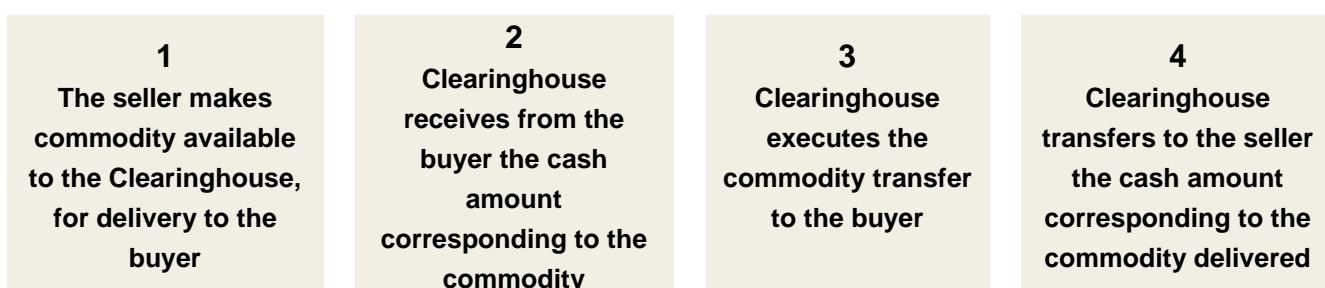 1
The seller makes
commodity available
to the Clearinghouse,
for delivery to the
buyer
2
Clearinghouse
receives from the
buyer the cash
amount
corresponding to the
commodity
3
Clearinghouse
executes the
commodity transfer
to the buyer
4
Clearinghouse
transfers to the seller
the cash amount
corresponding to the
commodity delivered